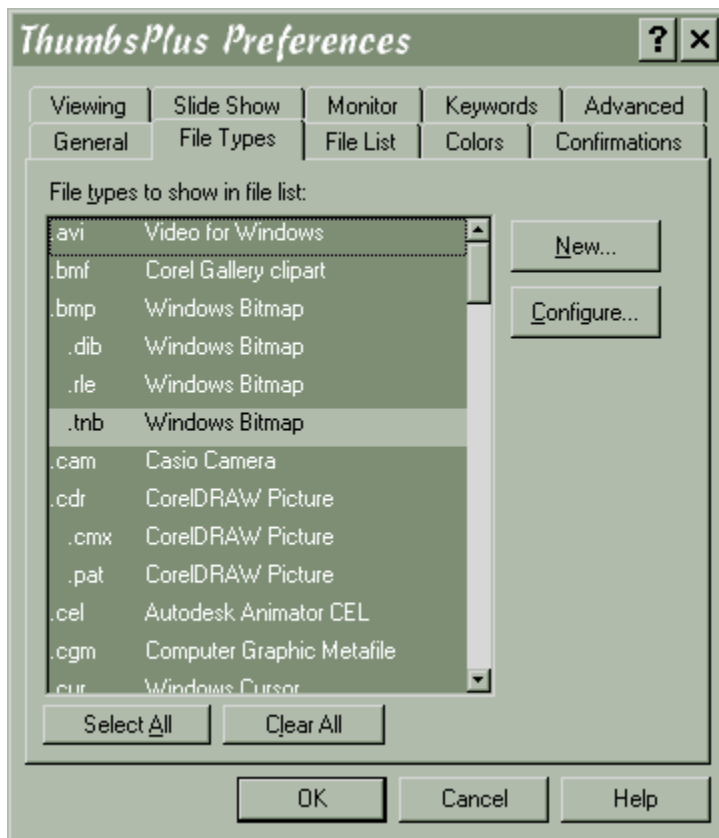 ThumbsPlus Preferences
Viewing Slide Show Monitor Keywords Advanced
General File Types File List Colors Confirmations
File types to show in file list:
.avi Video for Windows
.bmf Corel Gallery clipart
.bmp Windows Bitmap
.dib Windows Bitmap
.rle Windows Bitmap
.tnb Windows Bitmap
.cam Casio Camera
.cdr CorelDRAW Picture
.cmx CorelDRAW Picture
.pat CorelDRAW Picture
.cel Autodesk Animator CEL
.cgm Computer Graphic Metafile
.cur Windows Cursor
New...
Configure...
Select All Clear All
OK Cancel Help